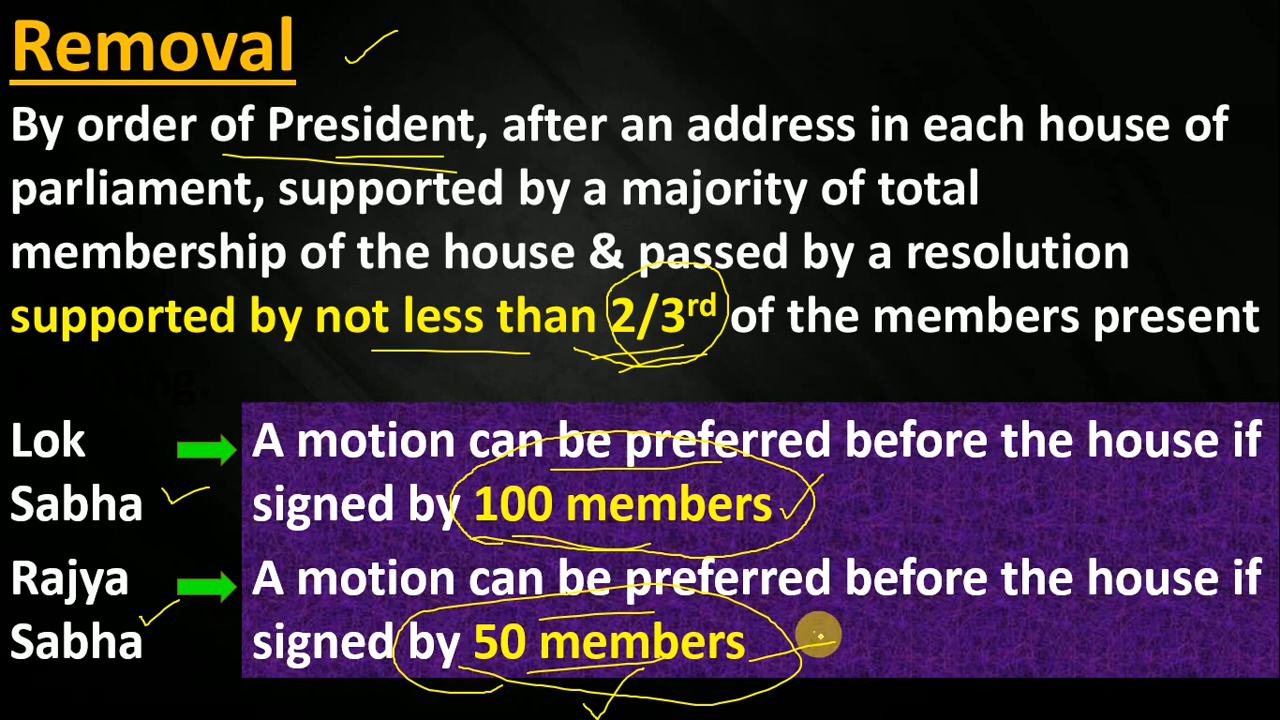 Removal
By order of President, after an address in each house of
parliament, supported by a majority of total
membership of the house & passed by a resolution
supported by not less than 2/3rd of the members present
Lok Sabha
A motion can be preferred before the house if
signed by 100 members
Rajya Sabha
A motion can be preferred before the house if
signed by 50 members